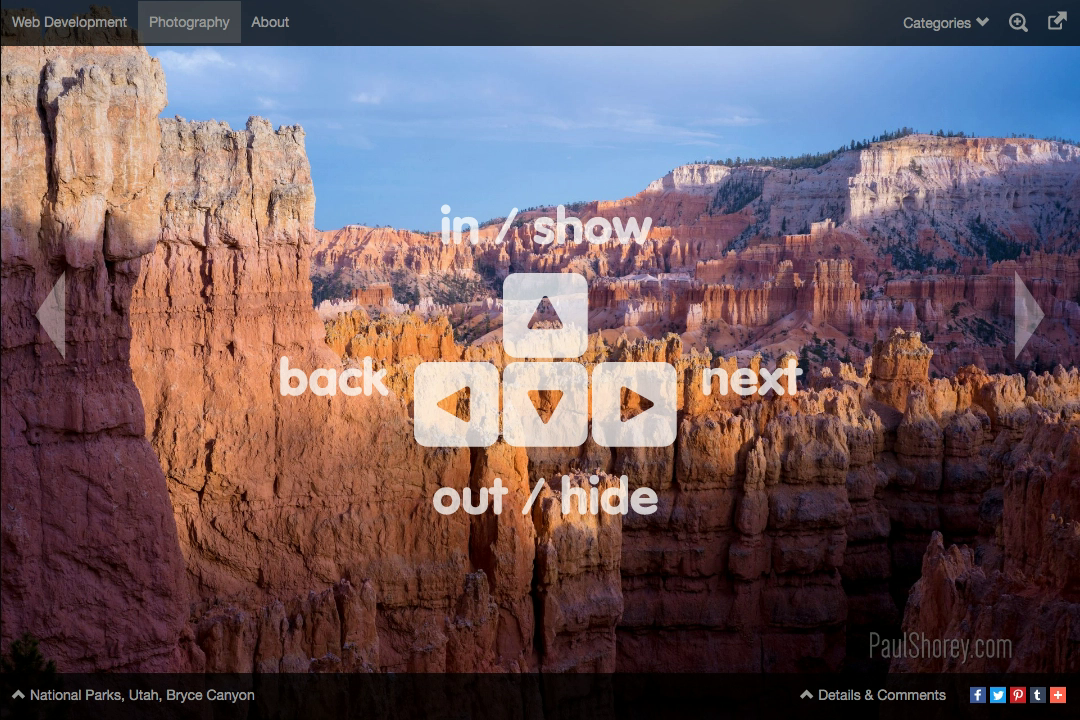 Web Development
Photography
About
Categories
in / show
back
next
out / hide
PaulShorey.com
National Parks, Utah, Bryce Canyon
Details & Comments